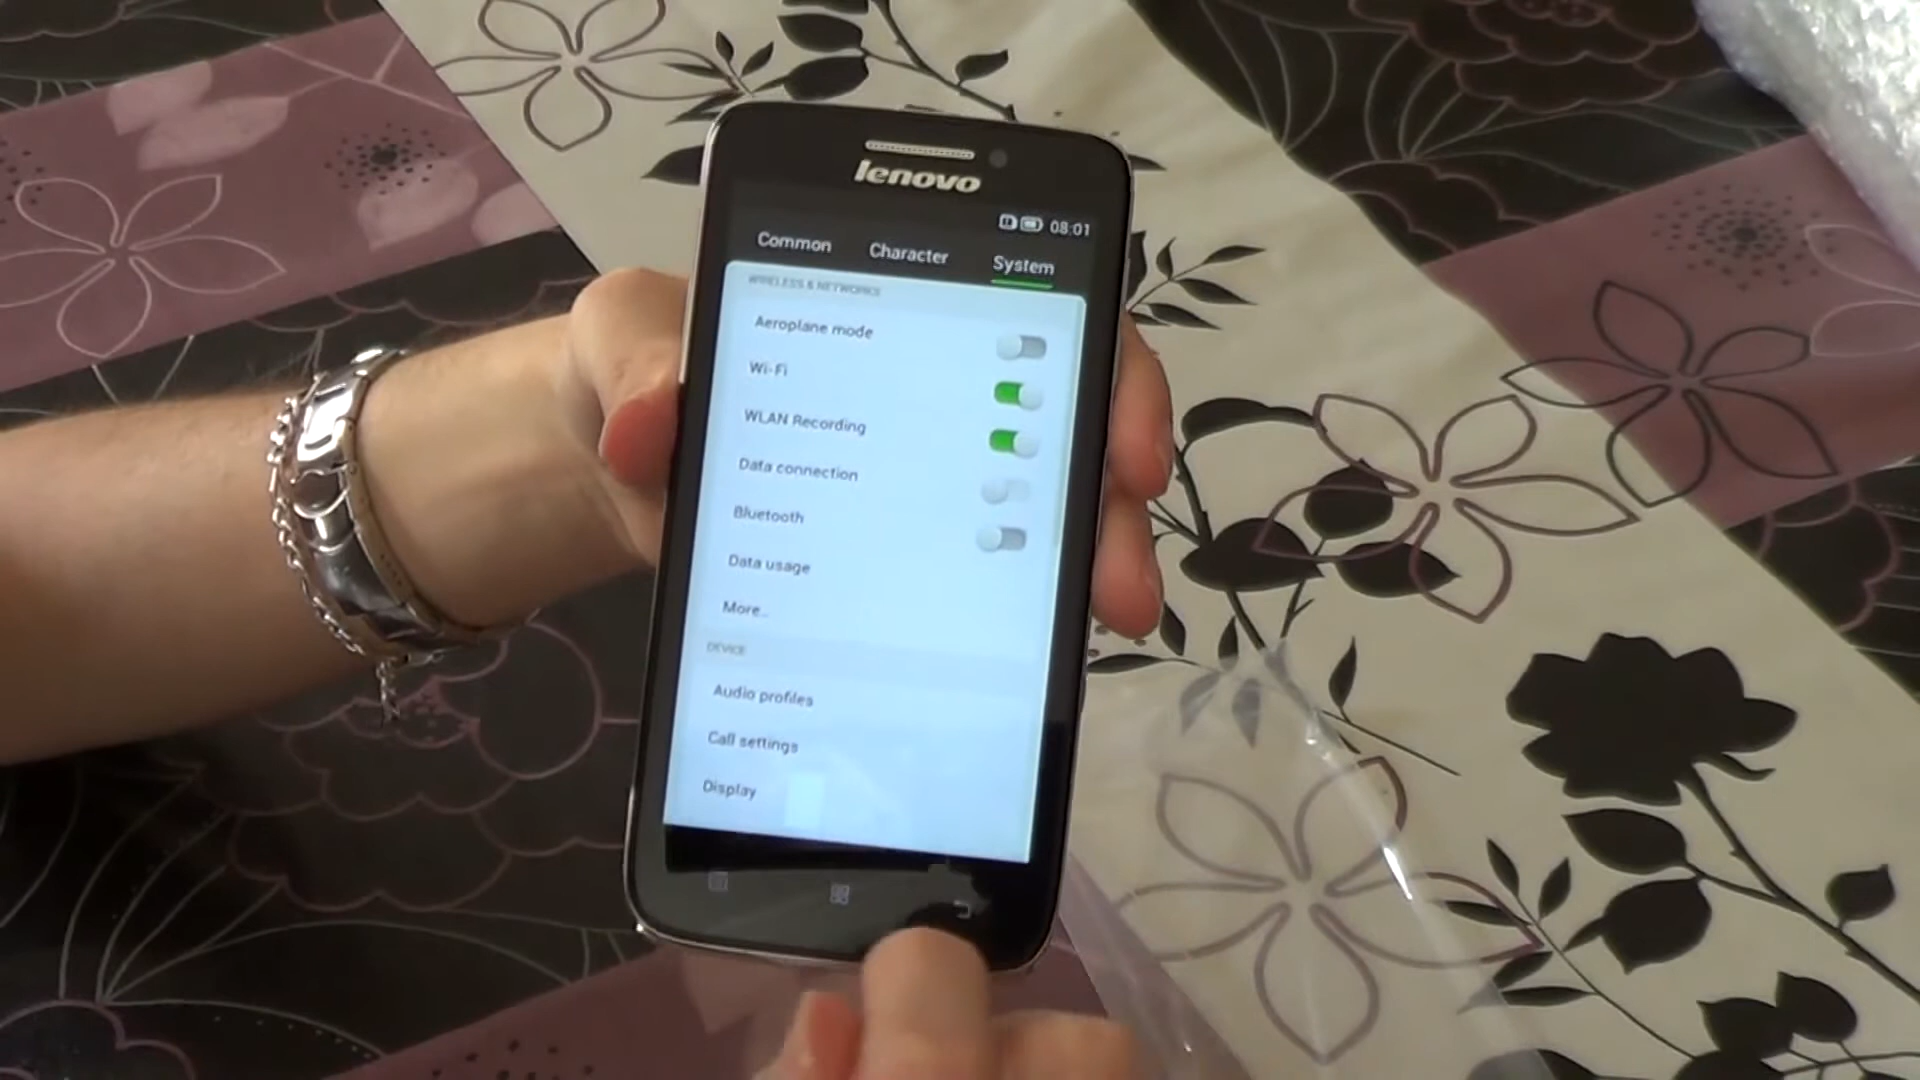 lenovo
08:01
Common Character System
WIRELESS & NETWORKS
Aeroplane mode
Wi-Fi
WLAN Recording
Data connection
Bluetooth
Data usage
More..
DEVICE
Audio profiles
Call settings
Display